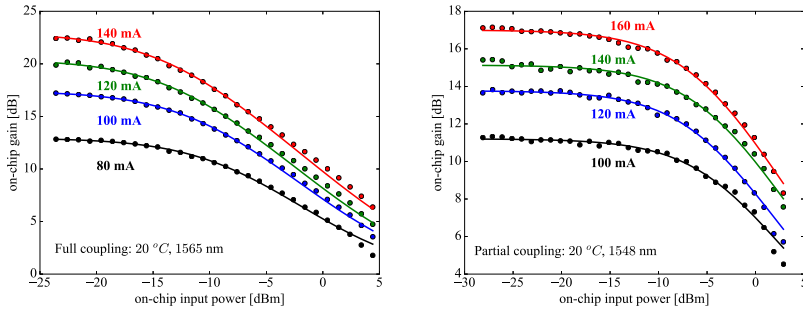 25
20
15
10
5
0
on-chip gain [dB]
140 mA
120 mA
100 mA
80 mA
Full coupling: 20 °C, 1565 nm
−25 −20 −15 −10 −5 0 5
on-chip input power [dBm]
18
16
14
12
10
8
6
4
on-chip gain [dB]
160 mA
140 mA
120 mA
100 mA
Partial coupling: 20 °C, 1548 nm
−30 −25 −20 −15 −10 −5 0 5
on-chip input power [dBm]